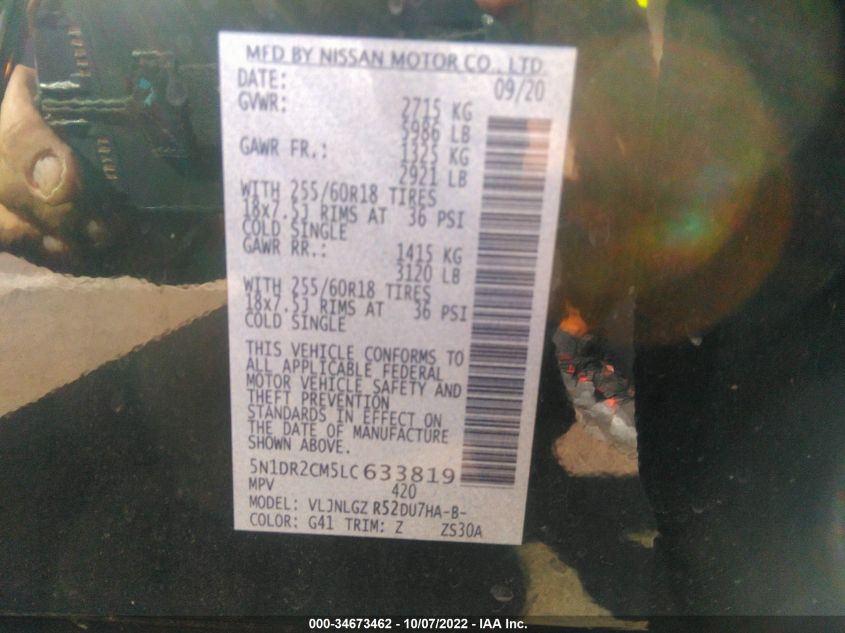 MFD BY NISSAN MOTOR CO., LTD.
DATE: 09/20
GVWR: 2715 KG
5986 LB
GAWR FR.: 1325 KG
2921 LB
WITH 255/60R18 TIRES
18x7.5J RIMS AT 36 PSI
COLD SINGLE
GAWR RR.: 1415 KG
3120 LB
WITH 255/60R18 TIRES
18x7.5J RIMS AT 36 PSI
COLD SINGLE
THIS VEHICLE CONFORMS TO
ALL APPLICABLE FEDERAL
MOTOR VEHICLE SAFETY AND
THEFT PREVENTION
STANDARDS IN EFFECT ON
THE DATE OF MANUFACTURE
SHOWN ABOVE.
5N1DR2CM5LC633819
MPV 420
MODEL: VLJNLGZ R52DU7HA-B-
COLOR: G41 TRIM: Z ZS30A
000-34673462 - 10/07/2022 - IAA Inc.